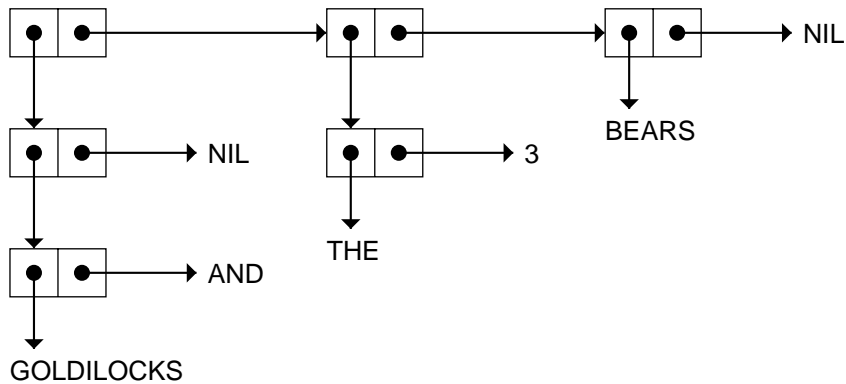 NIL
BEARS
NIL 3
THE
AND
GOLDILOCKS